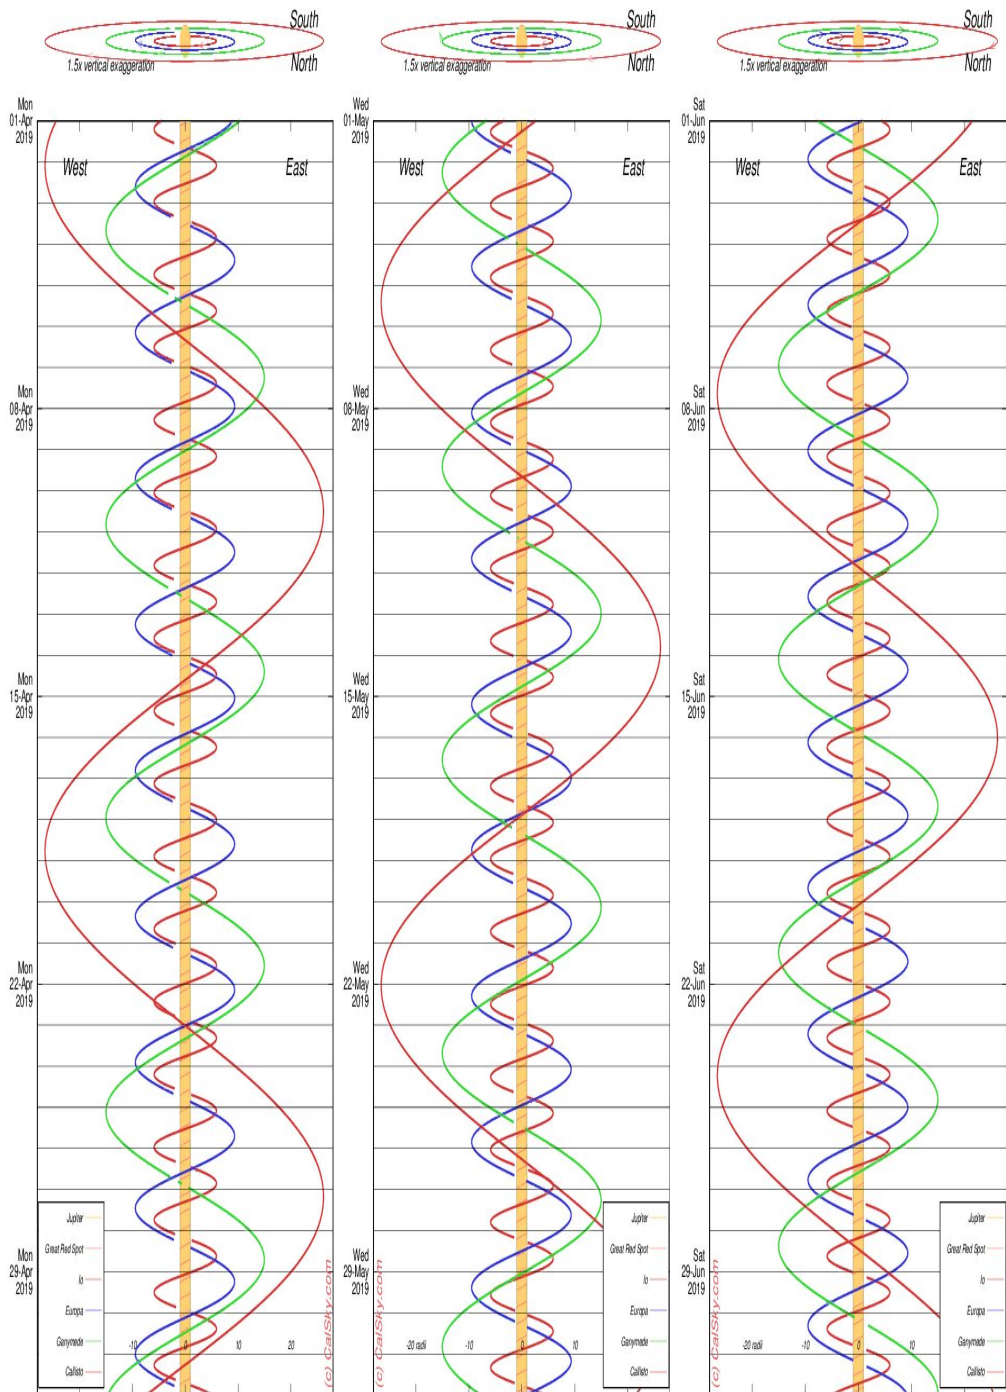 South
1.5x vertical exaggeration
North
Mon
01-Apr
2019
West
East
Mon
08-Apr
2019
Mon
15-Apr
2019
Mon
22-Apr
2019
Mon
29-Apr
2019
Jupiter
Great Red Spot
Io
Europa
Ganymede
Callisto
-10
0
10
20
(c) CalSky.com
South
1.5x vertical exaggeration
North
Wed
01-May
2019
West
East
Wed
08-May
2019
Wed
15-May
2019
Wed
22-May
2019
Wed
29-May
2019
(c) CalSky.com
-20 radii
-10
0
10
Jupiter
Great Red Spot
Io
Europa
Ganymede
Callisto
South
1.5x vertical exaggeration
North
Sat
01-Jun
2019
West
East
Sat
08-Jun
2019
Sat
15-Jun
2019
Sat
22-Jun
2019
Sat
29-Jun
2019
(c) CalSky.com
-20 radii
-10
0
10
Jupiter
Great Red Spot
Io
Europa
Ganymede
Callisto